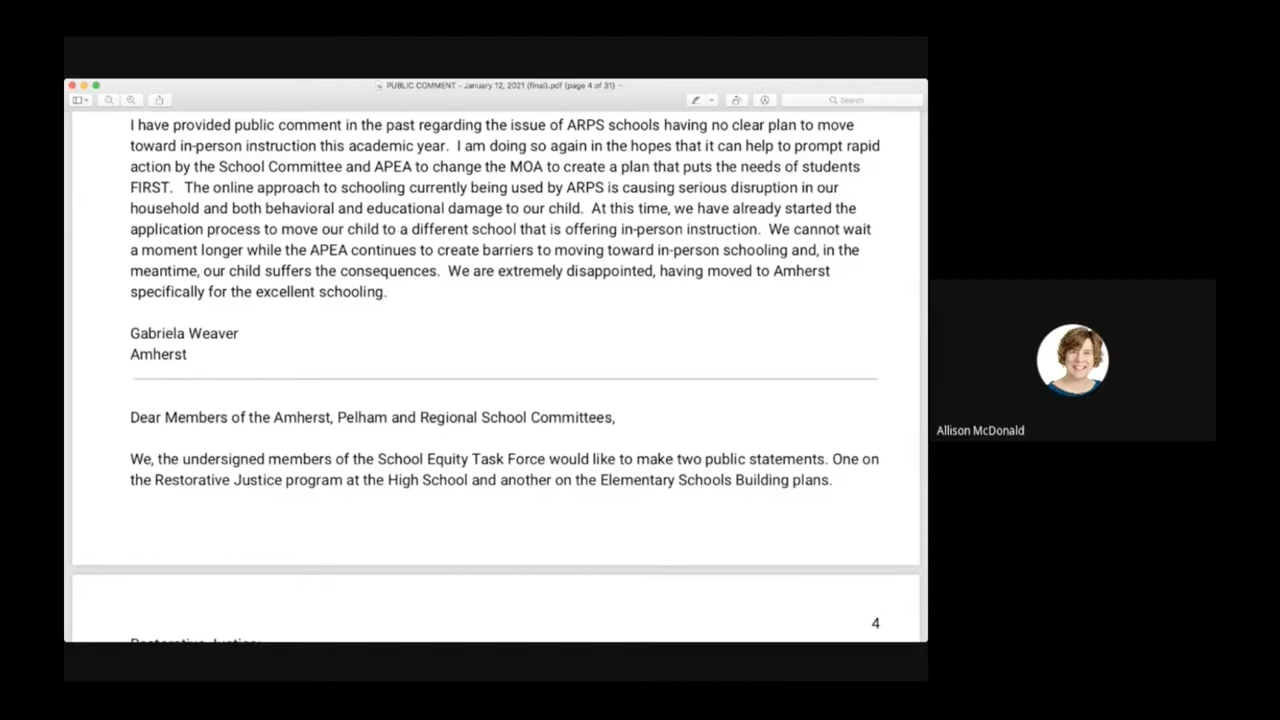 PUBLIC COMMENT - January 12, 2021 (final).pdf (page 4 of 31)
Search
I have provided public comment in the past regarding the issue of ARPS schools having no clear plan to move
toward in-person instruction this academic year.  I am doing so again in the hopes that it can help to prompt rapid
action by the School Committee and APEA to change the MOA to create a plan that puts the needs of students
FIRST.   The online approach to schooling currently being used by ARPS is causing serious disruption in our
household and both behavioral and educational damage to our child.  At this time, we have already started the
application process to move our child to a different school that is offering in-person instruction.  We cannot wait
a moment longer while the APEA continues to create barriers to moving toward in-person schooling and, in the
meantime, our child suffers the consequences.  We are extremely disappointed, having moved to Amherst
specifically for the excellent schooling.
Gabriela Weaver
Amherst
Dear Members of the Amherst, Pelham and Regional School Committees,
We, the undersigned members of the School Equity Task Force would like to make two public statements. One on
the Restorative Justice program at the High School and another on the Elementary Schools Building plans.
4
Restorative Justice:
Allison McDonald